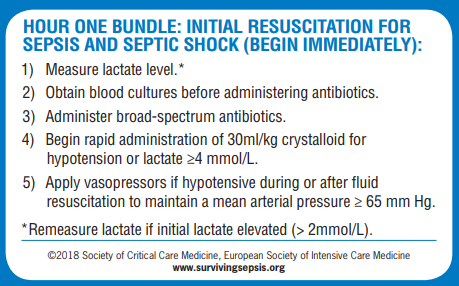 HOUR ONE BUNDLE: INITIAL RESUSCITATION FOR
SEPSIS AND SEPTIC SHOCK (BEGIN IMMEDIATELY):
1) Measure lactate level.*
2) Obtain blood cultures before administering antibiotics.
3) Administer broad-spectrum antibiotics.
4) Begin rapid administration of 30ml/kg crystalloid for
hypotension or lactate ≥4 mmol/L.
5) Apply vasopressors if hypotensive during or after fluid
resuscitation to maintain a mean arterial pressure ≥ 65 mm Hg.
*Remeasure lactate if initial lactate elevated (> 2mmol/L).
©2018 Society of Critical Care Medicine, European Society of Intensive Care Medicine
www.survivingsepsis.org